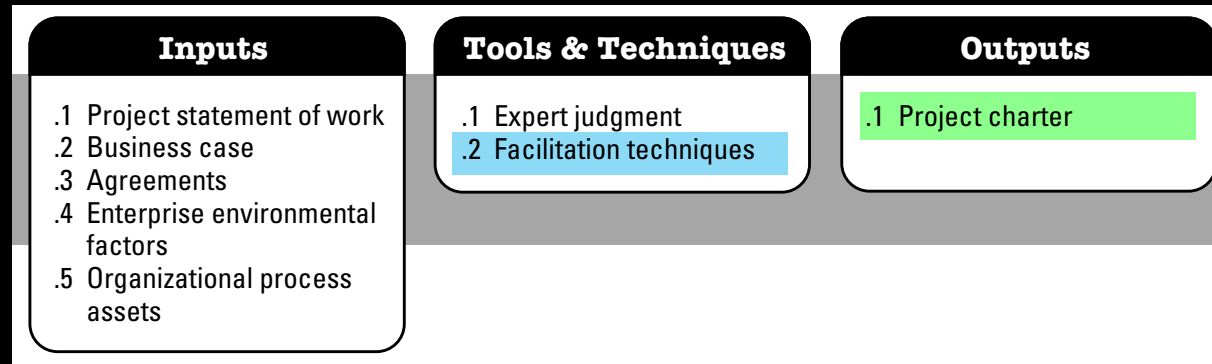 Inputs
.1 Project statement of work
.2 Business case
.3 Agreements
.4 Enterprise environmental
factors
.5 Organizational process
assets
Tools & Techniques
.1 Expert judgment
.2 Facilitation techniques
Outputs
.1 Project charter